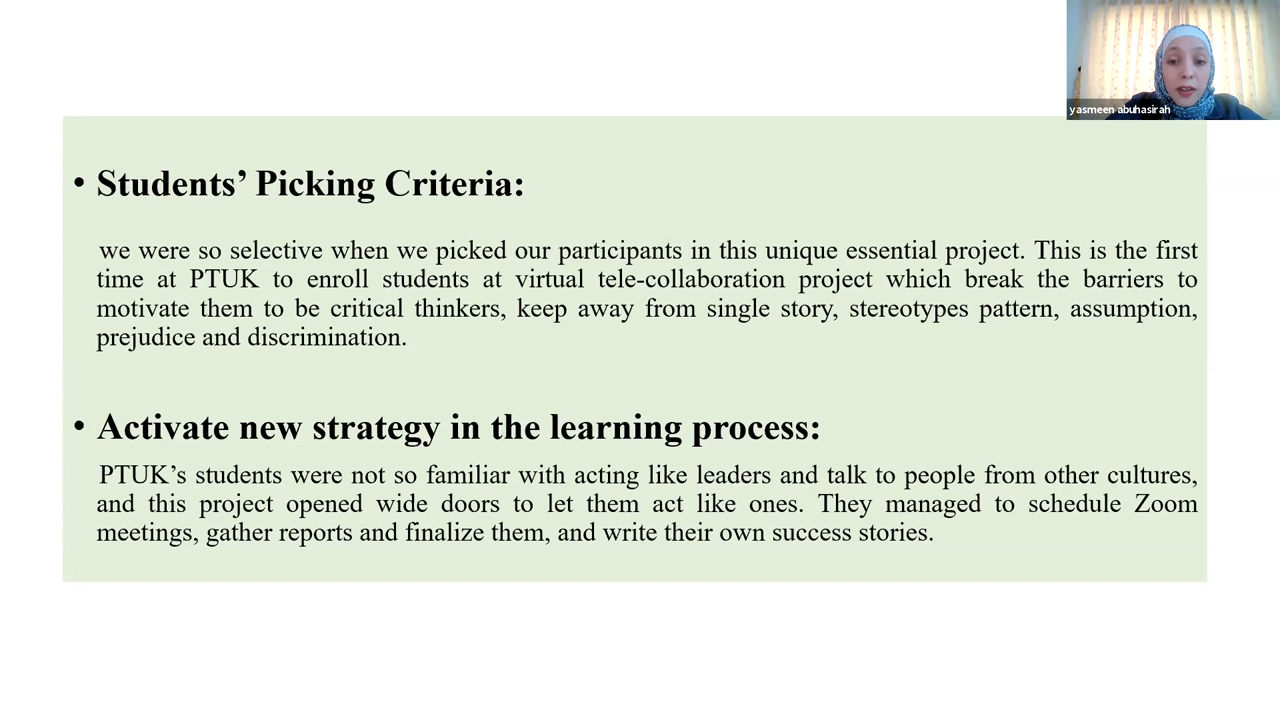 yasmeen abuhasirah
• Students’ Picking Criteria:
we were so selective when we picked our participants in this unique essential project. This is the first
time at PTUK to enroll students at virtual tele-collaboration project which break the barriers to
motivate them to be critical thinkers, keep away from single story, stereotypes pattern, assumption,
prejudice and discrimination.
• Activate new strategy in the learning process:
PTUK’s students were not so familiar with acting like leaders and talk to people from other cultures,
and this project opened wide doors to let them act like ones. They managed to schedule Zoom
meetings, gather reports and finalize them, and write their own success stories.